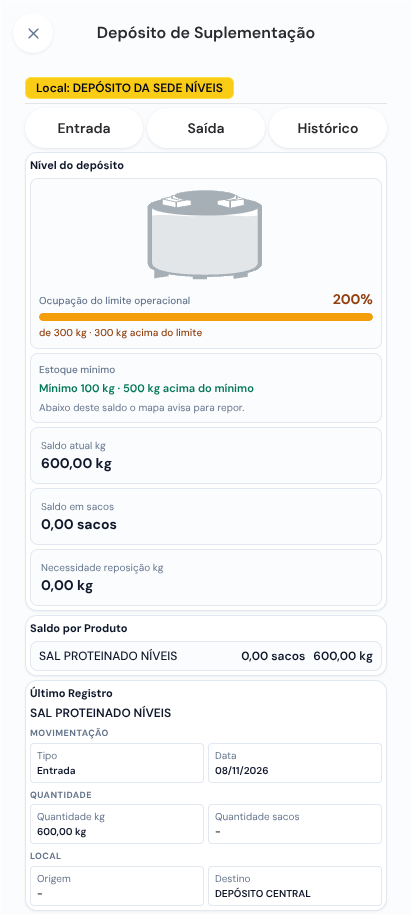 Depósito de Suplementação
Local: DEPÓSITO DA SEDE NÍVEIS
Entrada
Saída
Histórico
Nível do depósito
Ocupação do limite operacional
200%
de 300 kg · 300 kg acima do limite
Estoque mínimo
Mínimo 100 kg · 500 kg acima do mínimo
Abaixo deste saldo o mapa avisa para repor.
Saldo atual kg
600,00 kg
Saldo em sacos
0,00 sacos
Necessidade reposição kg
0,00 kg
Saldo por Produto
SAL PROTEINADO NÍVEIS
0,00 sacos
600,00 kg
Último Registro
SAL PROTEINADO NÍVEIS
MOVIMENTAÇÃO
Tipo
Entrada
Data
08/11/2026
QUANTIDADE
Quantidade kg
600,00 kg
Quantidade sacos
-
LOCAL
Origem
-
Destino
DEPÓSITO CENTRAL